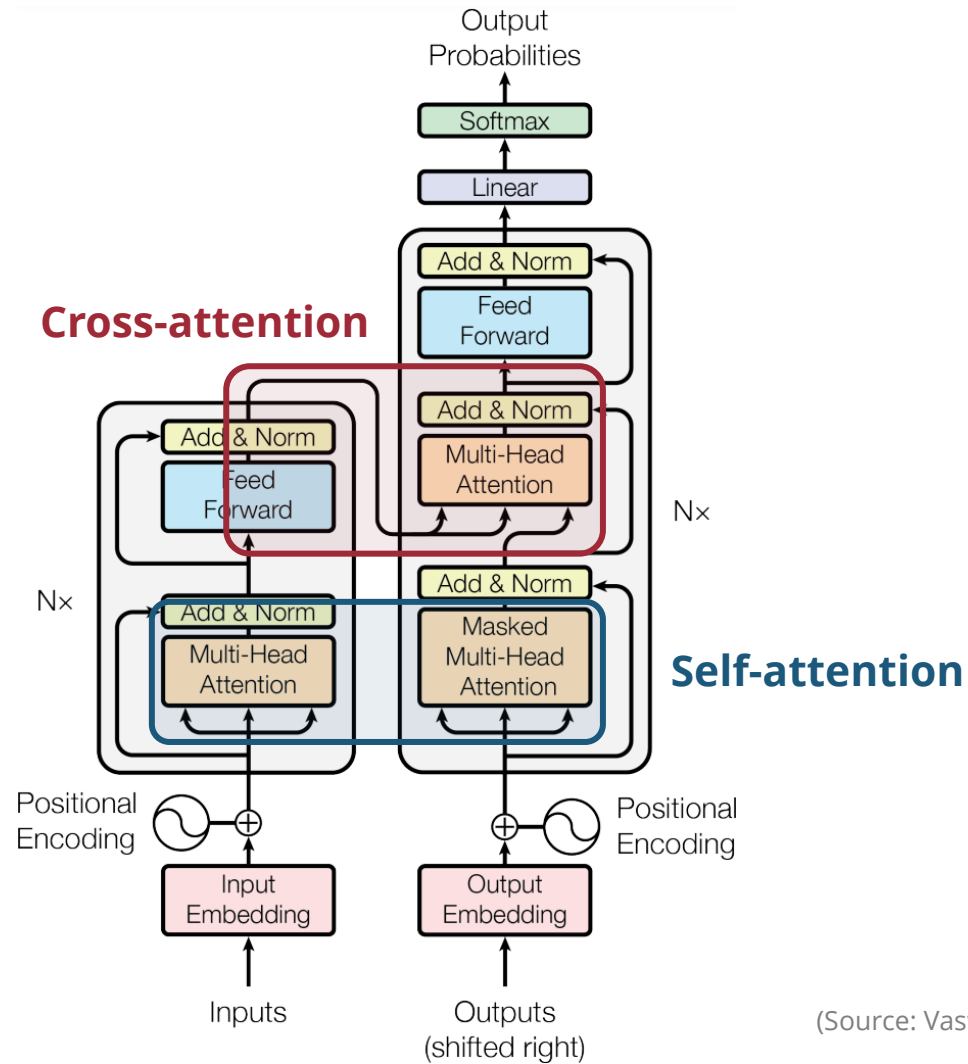 Output
Probabilities
Softmax
Linear
Add & Norm
Feed
Forward
Cross-attention
Add & Norm
Multi-Head
Attention
Add & Norm
Feed
Forward
Nx
Nx
Add & Norm
Multi-Head
Attention
Add & Norm
Masked
Multi-Head
Attention
Self-attention
Positional
Encoding
Positional
Encoding
Input
Embedding
Output
Embedding
Inputs
Outputs
(shifted right)
(Source: